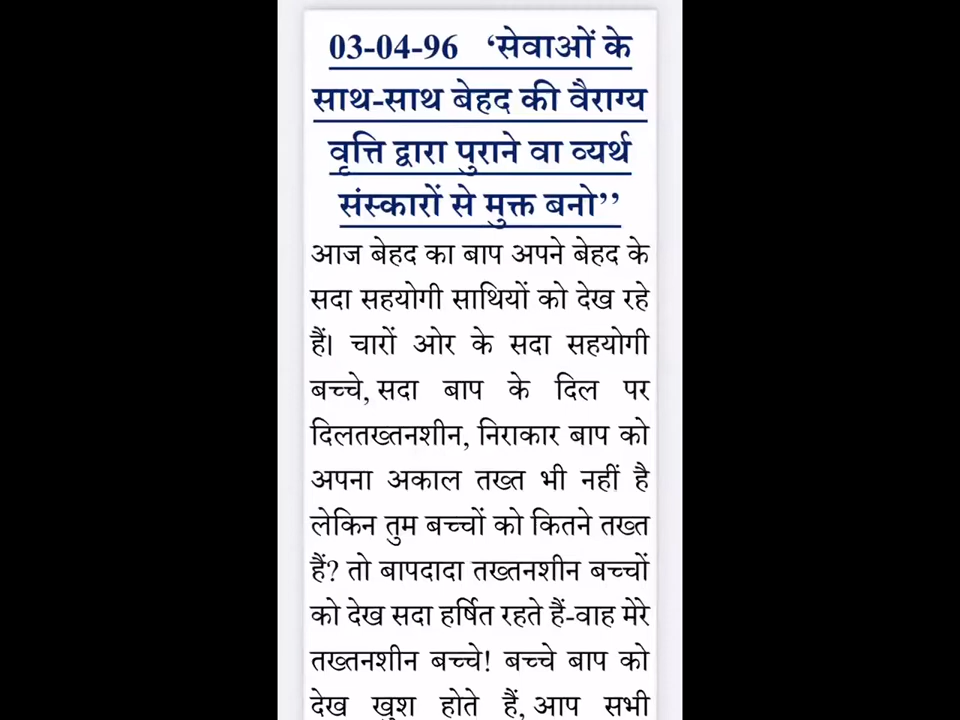 03-04-96 ‘सेवाओं के
साथ-साथ बेहद की वैराग्य
वृत्ति द्वारा पुराने वा व्यर्थ
संस्कारों से मुक्त बनो’’
आज बेहद का बाप अपने बेहद के
सदा सहयोगी साथियों को देख रहे
हैं। चारों ओर के सदा सहयोगी
बच्चे, सदा बाप के दिल पर
दिलतख्तनशीन, निराकार बाप को
अपना अकाल तख्त भी नहीं है
लेकिन तुम बच्चों को कितने तख्त
हैं? तो बापदादा तख्तनशीन बच्चों
को देख सदा हर्षित रहते हैं-वाह मेरे
तख्तनशीन बच्चे! बच्चे बाप को
देख खुश होते हैं, आप सभी